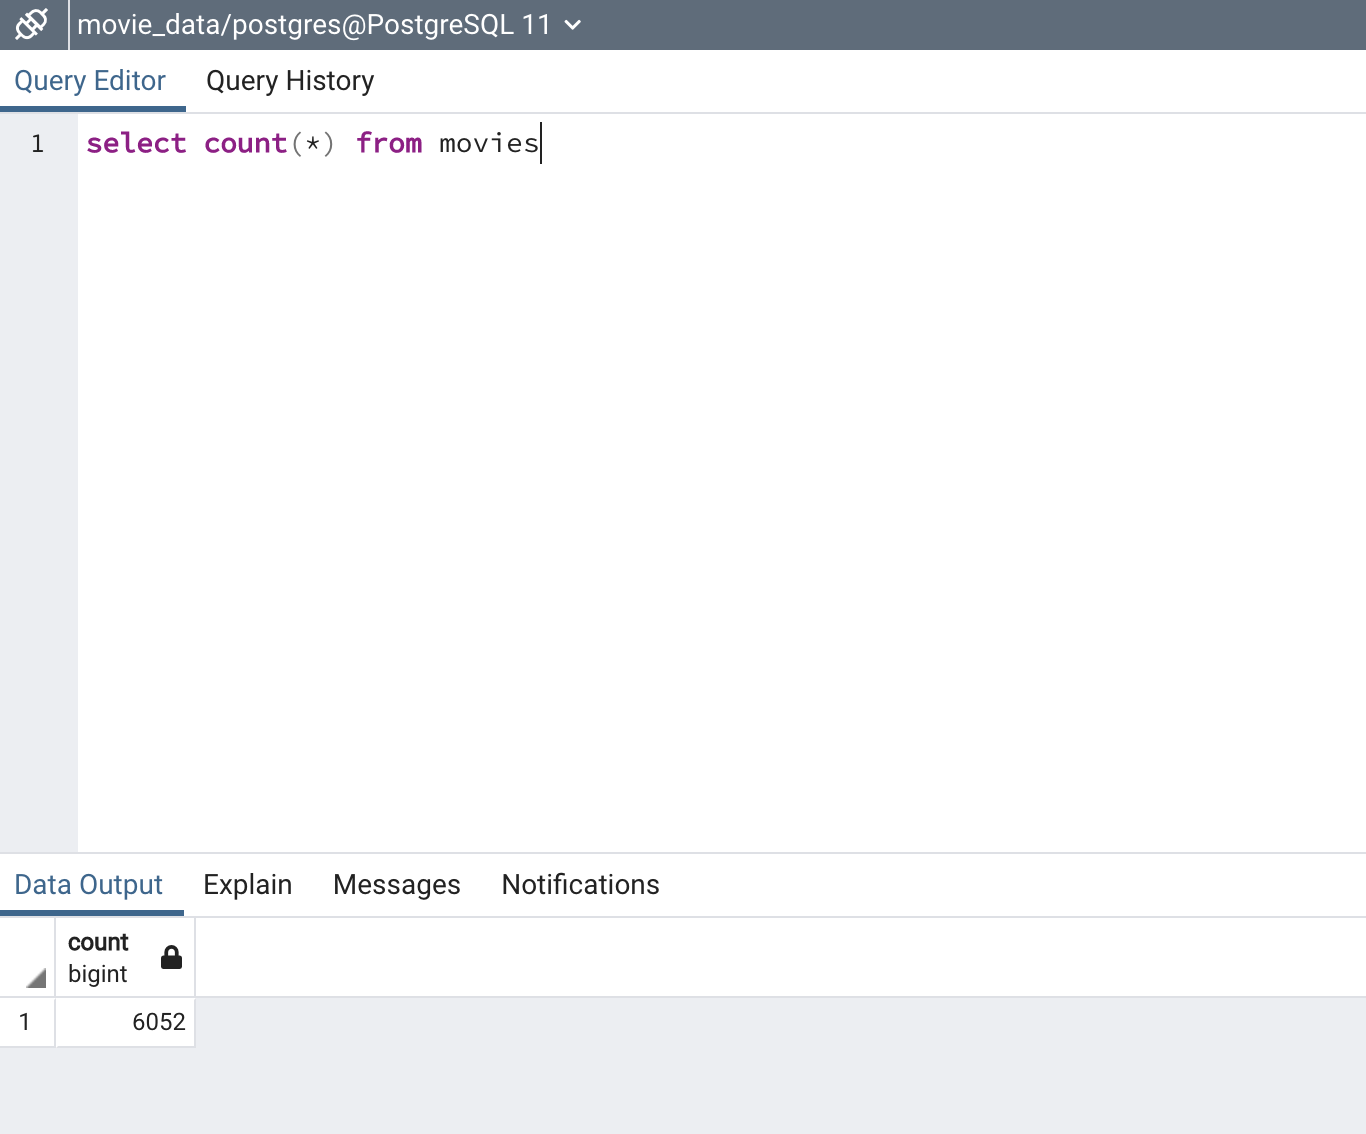 movie_data/postgres@PostgreSQL 11
Query Editor Query History
1 select count(*) from movies
Data Output Explain Messages Notifications
count
bigint
1 6052